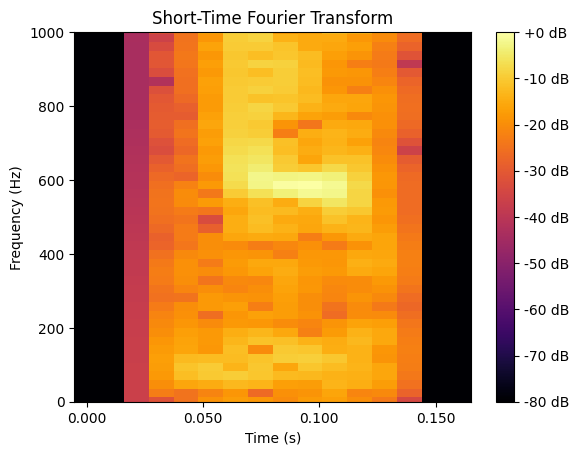 Short-Time Fourier Transform
1000
800
600
400
200
0
Frequency (Hz)
0.000
0.050
0.100
0.150
Time (s)
+0 dB
-10 dB
-20 dB
-30 dB
-40 dB
-50 dB
-60 dB
-70 dB
-80 dB